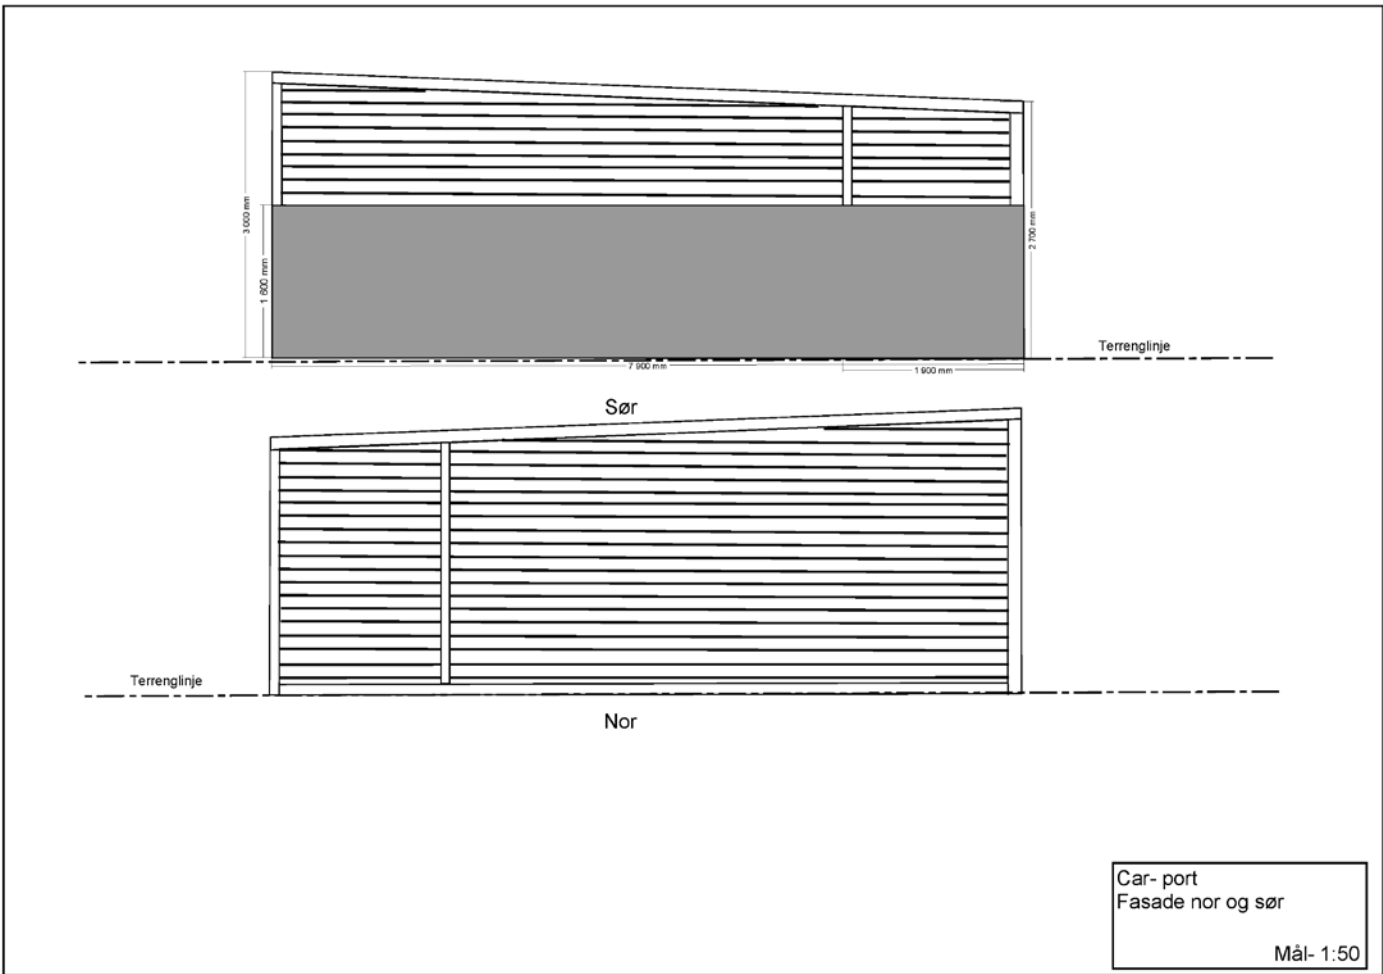 3 000 mm
1 600 mm
2 700 mm
Terrenglinje
7 900 mm
1 900 mm
Sør
Terrenglinje
Nor
Car- port
Fasade nor og sør
Mål- 1:50